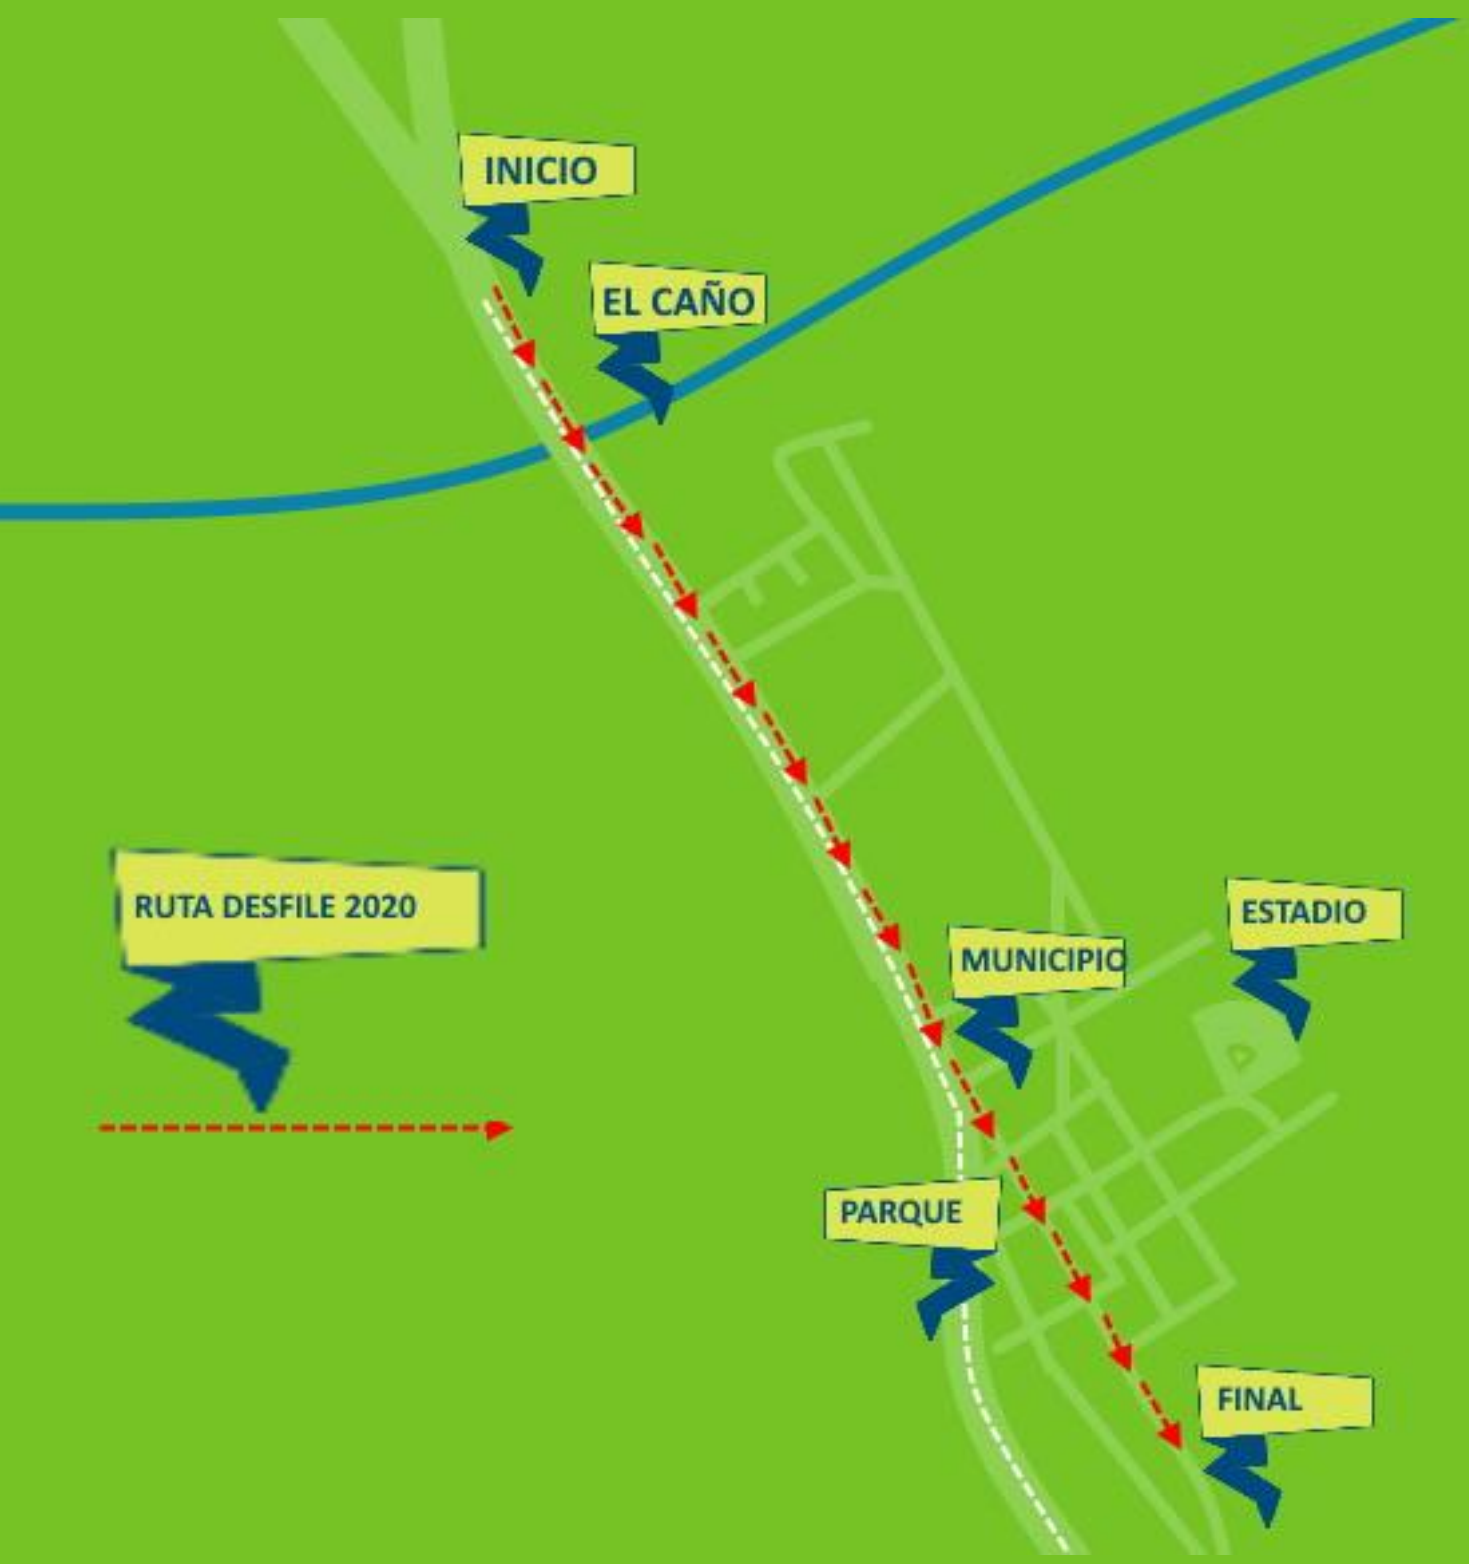 INICIO
EL CAÑO
RUTA DESFILE 2020
ESTADIO
MUNICIPIO
PARQUE
FINAL